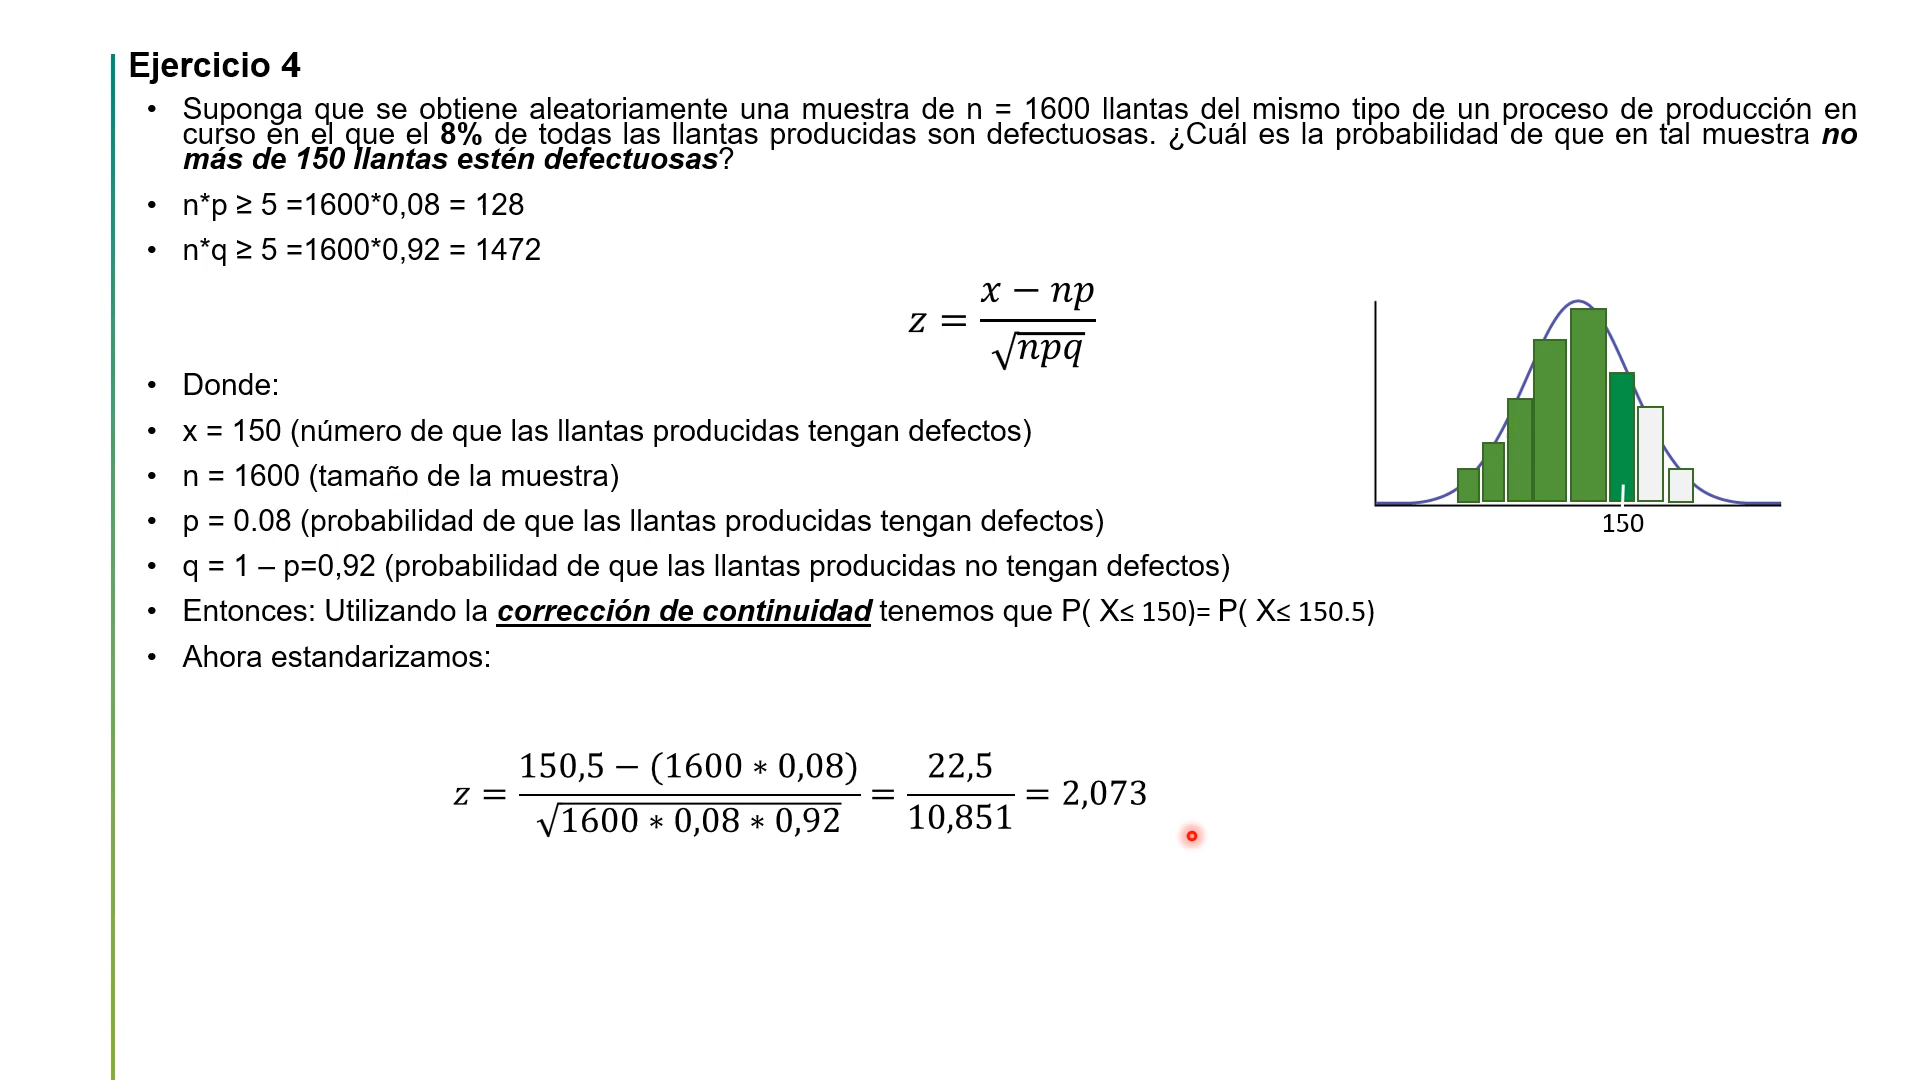 Ejercicio 4
• Suponga que se obtiene aleatoriamente una muestra de n = 1600 llantas del mismo tipo de un proceso de producción en
curso en el que el 8% de todas las llantas producidas son defectuosas. ¿Cuál es la probabilidad de que en tal muestra no
más de 150 llantas estén defectuosas?
• n*p ≥ 5 =1600*0,08 = 128
• n*q ≥ 5 =1600*0,92 = 1472
z = (x − np) / √npq
• Donde:
• x = 150 (número de que las llantas producidas tengan defectos)
• n = 1600 (tamaño de la muestra)
• p = 0.08 (probabilidad de que las llantas producidas tengan defectos)
150
• q = 1 – p=0,92 (probabilidad de que las llantas producidas no tengan defectos)
• Entonces: Utilizando la corrección de continuidad tenemos que P( X≤ 150)= P( X≤ 150.5)
• Ahora estandarizamos:
z = (150,5 − (1600 ∗ 0,08)) / √(1600 ∗ 0,08 ∗ 0,92) = 22,5 / 10,851 = 2,073